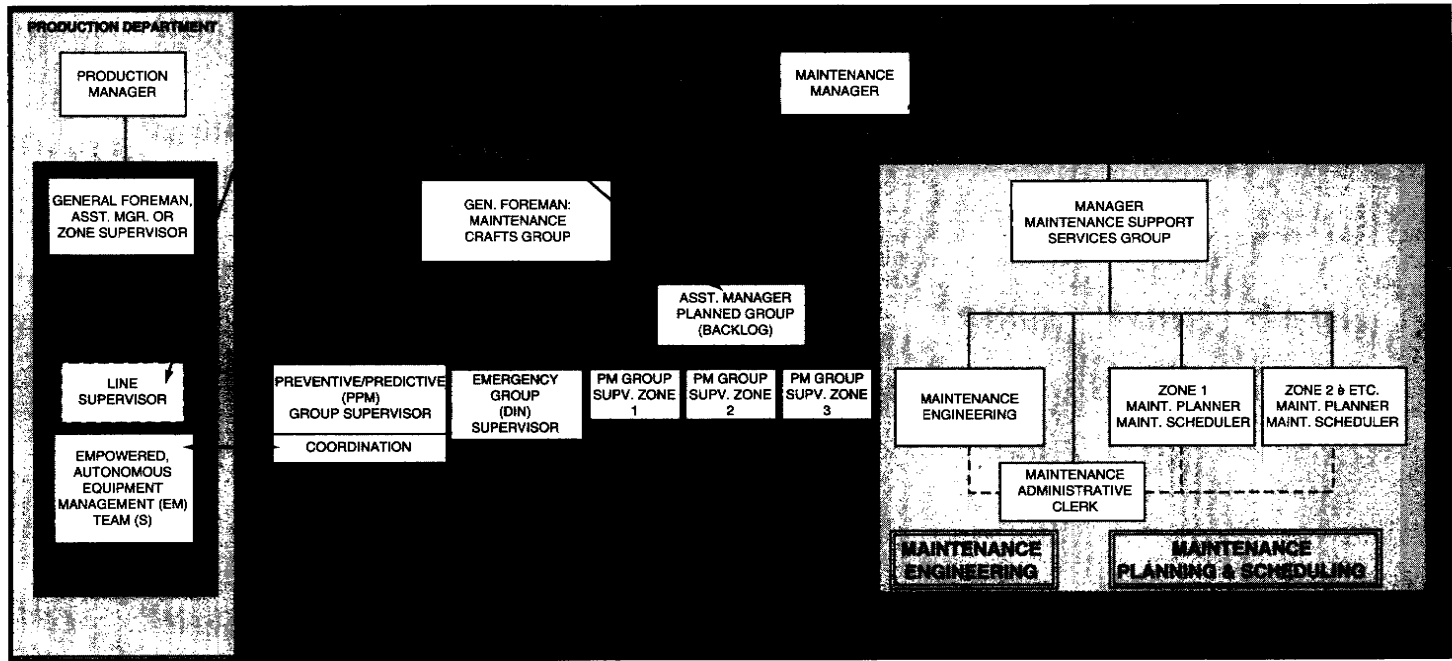 PRODUCTION DEPARTMENT
PRODUCTION
MANAGER
MAINTENANCE
MANAGER
GENERAL FOREMAN,
ASST. MGR. OR
ZONE SUPERVISOR
GEN. FOREMAN:
MAINTENANCE
CRAFTS GROUP
MANAGER
MAINTENANCE SUPPORT
SERVICES GROUP
ASST. MANAGER
PLANNED GROUP
(BACKLOG)
LINE
SUPERVISOR
PREVENTIVE/PREDICTIVE
(PPM)
GROUP SUPERVISOR
COORDINATION
EMERGENCY
GROUP
(DIN)
SUPERVISOR
PM GROUP
SUPV. ZONE
1
PM GROUP
SUPV. ZONE
2
PM GROUP
SUPV. ZONE
3
MAINTENANCE
ENGINEERING
ZONE 1
MAINT. PLANNER
MAINT. SCHEDULER
ZONE 2 è ETC.
MAINT. PLANNER
MAINT. SCHEDULER
EMPOWERED,
AUTONOMOUS
EQUIPMENT
MANAGEMENT (EM)
TEAM (S)
MAINTENANCE
ADMINISTRATIVE
CLERK
MAINTENANCE
ENGINEERING
MAINTENANCE
PLANNING & SCHEDULING